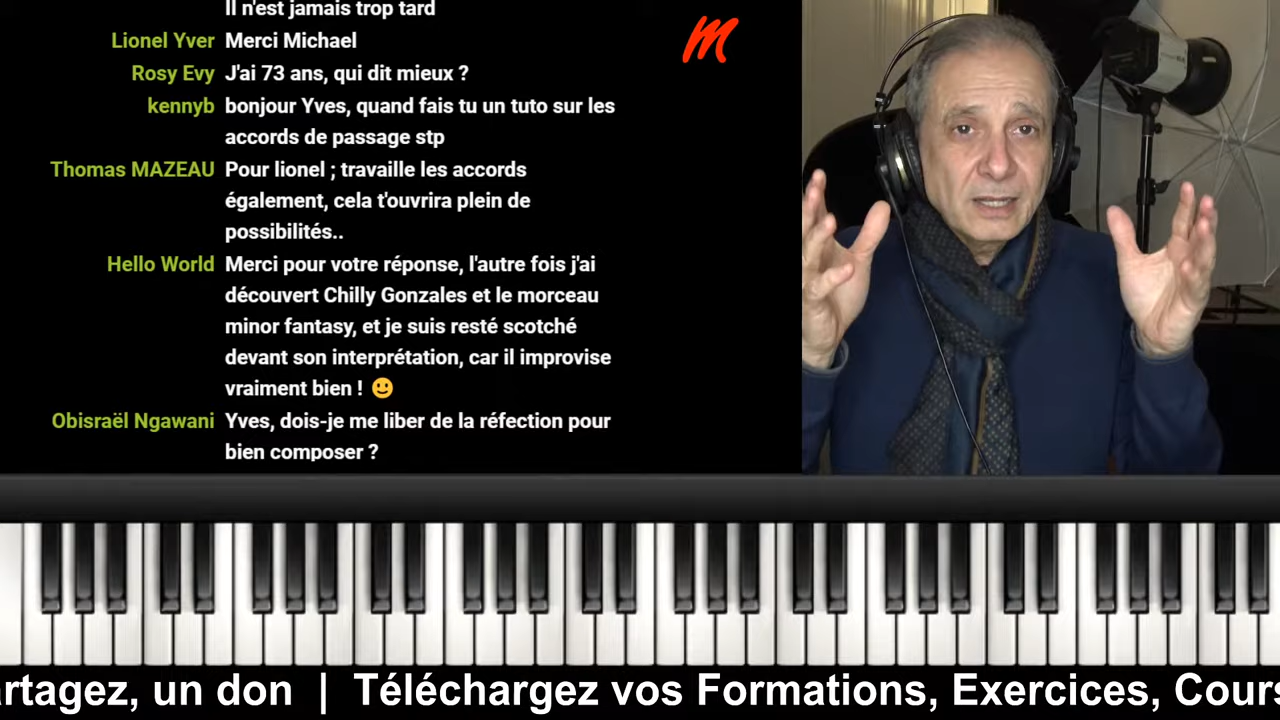 Il n'est jamais trop tard
Lionel Yver Merci Michael
Rosy Evy J'ai 73 ans, qui dit mieux ?
kennyb bonjour Yves, quand fais tu un tuto sur les
accords de passage stp
Thomas MAZEAU Pour lionel ; travaille les accords
également, cela t'ouvrira plein de
possibilités..
Hello World Merci pour votre réponse, l'autre fois j'ai
découvert Chilly Gonzales et le morceau
minor fantasy, et je suis resté scotché
devant son interprétation, car il improvise
vraiment bien ! 🙂
Obisraël Ngawani Yves, dois-je me liber de la réfection pour
bien composer ?
m
artagez, un don | Téléchargez vos Formations, Exercices, Cours